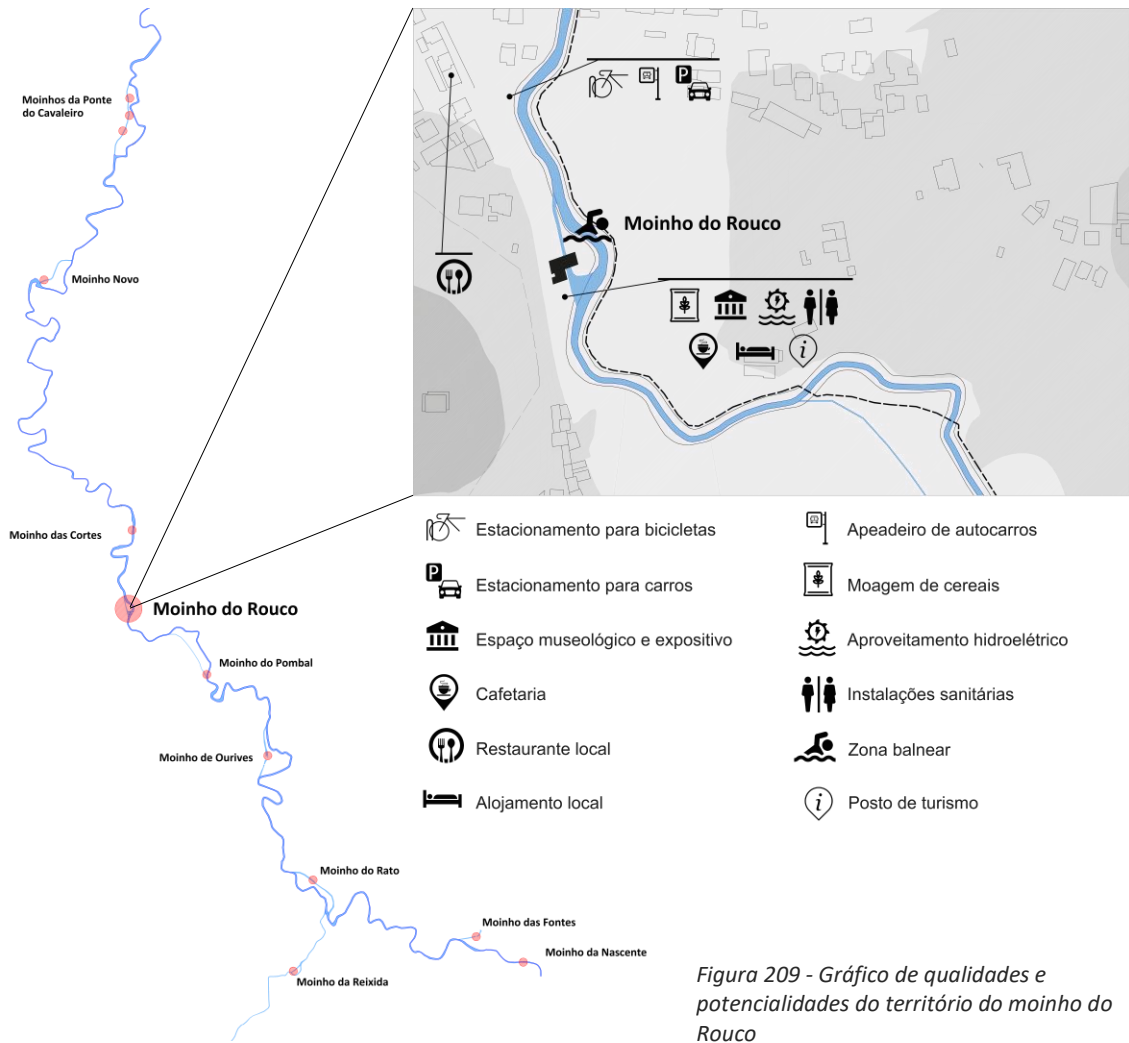 Moinhos da Ponte
do Cavaleiro
Moinho Novo
Moinho das Cortes
Moinho do Rouco
Moinho do Pombal
Moinho de Ourives
Moinho do Rato
Moinho das Fontes
Moinho da Nascente
Moinho da Reixida
P
Moinho do Rouco
i
Estacionamento para bicicletas
P
Estacionamento para carros
Espaço museológico e expositivo
Cafetaria
Restaurante local
Alojamento local
Apeadeiro de autocarros
Moagem de cereais
Aproveitamento hidroelétrico
Instalações sanitárias
Zona balnear
i
Posto de turismo
Figura 209 - Gráfico de qualidades e
potencialidades do território do moinho do
Rouco